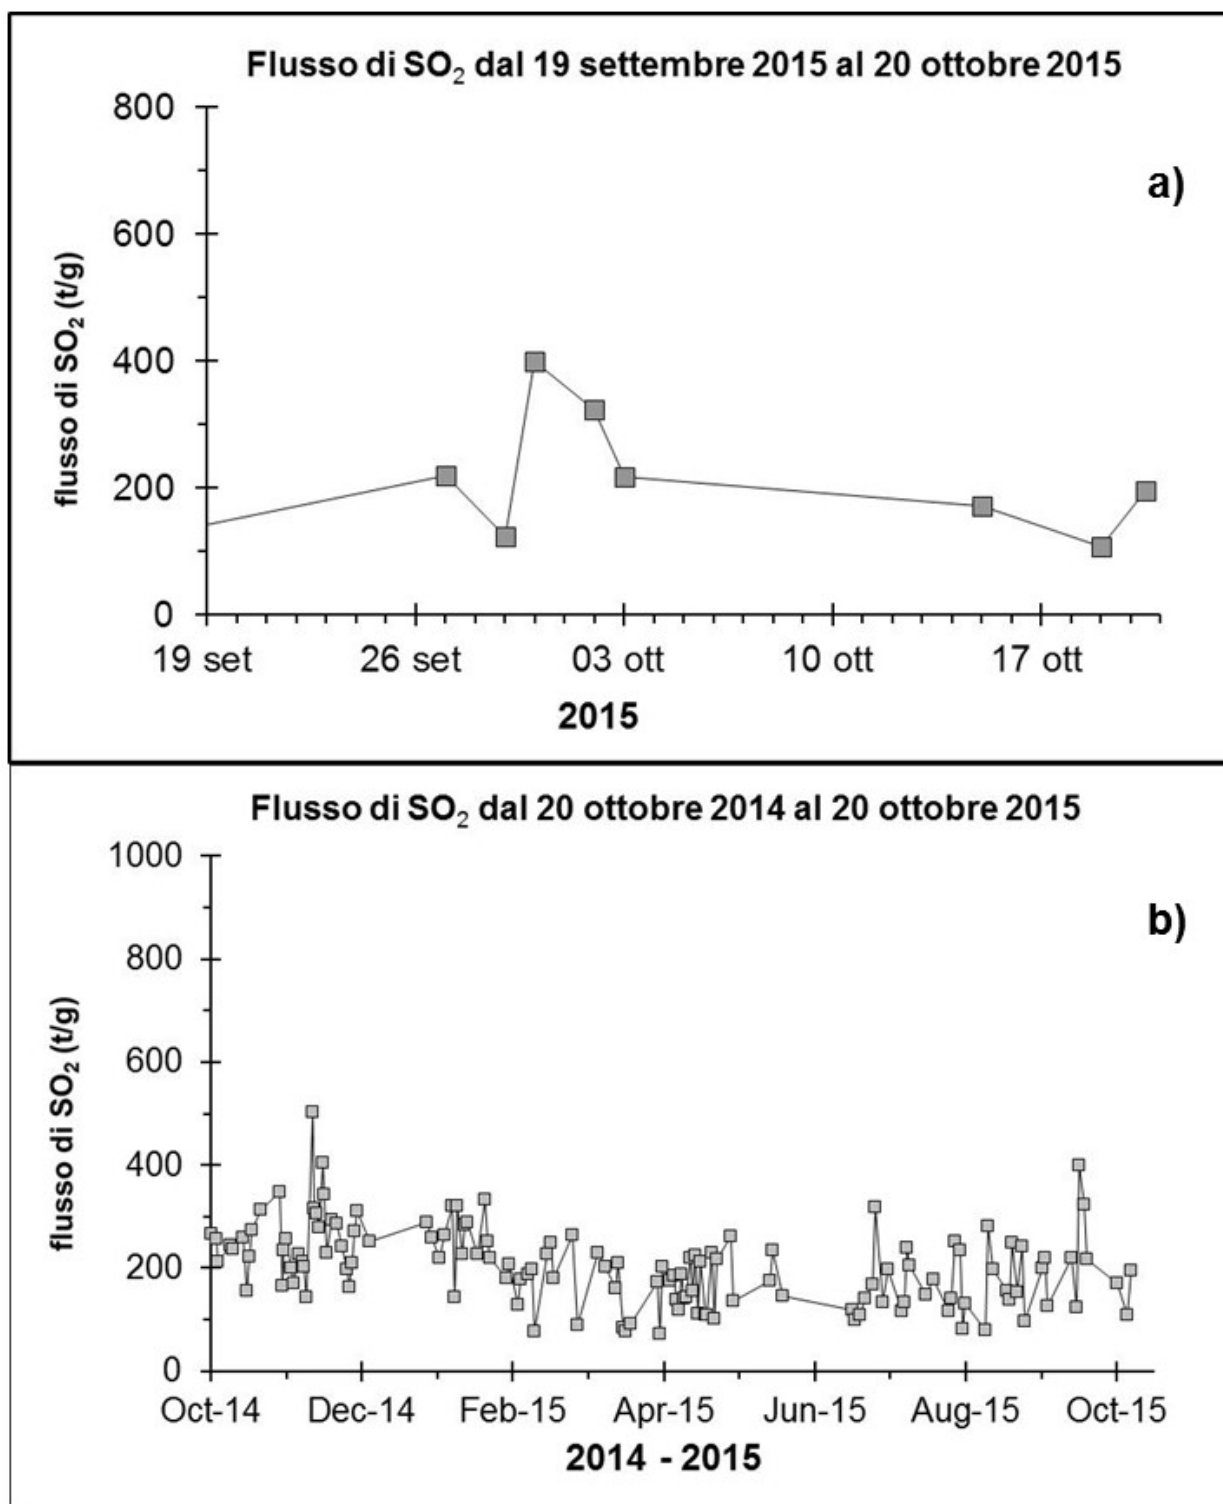 Flusso di SO₂ dal 19 settembre 2015 al 20 ottobre 2015
a)
800
600
400
200
0
flusso di SO₂ (t/g)
19 set 26 set 03 ott 10 ott 17 ott
2015
Flusso di SO₂ dal 20 ottobre 2014 al 20 ottobre 2015
b)
1000
800
600
400
200
0
flusso di SO₂ (t/g)
Oct-14 Dec-14 Feb-15 Apr-15 Jun-15 Aug-15 Oct-15
2014 - 2015